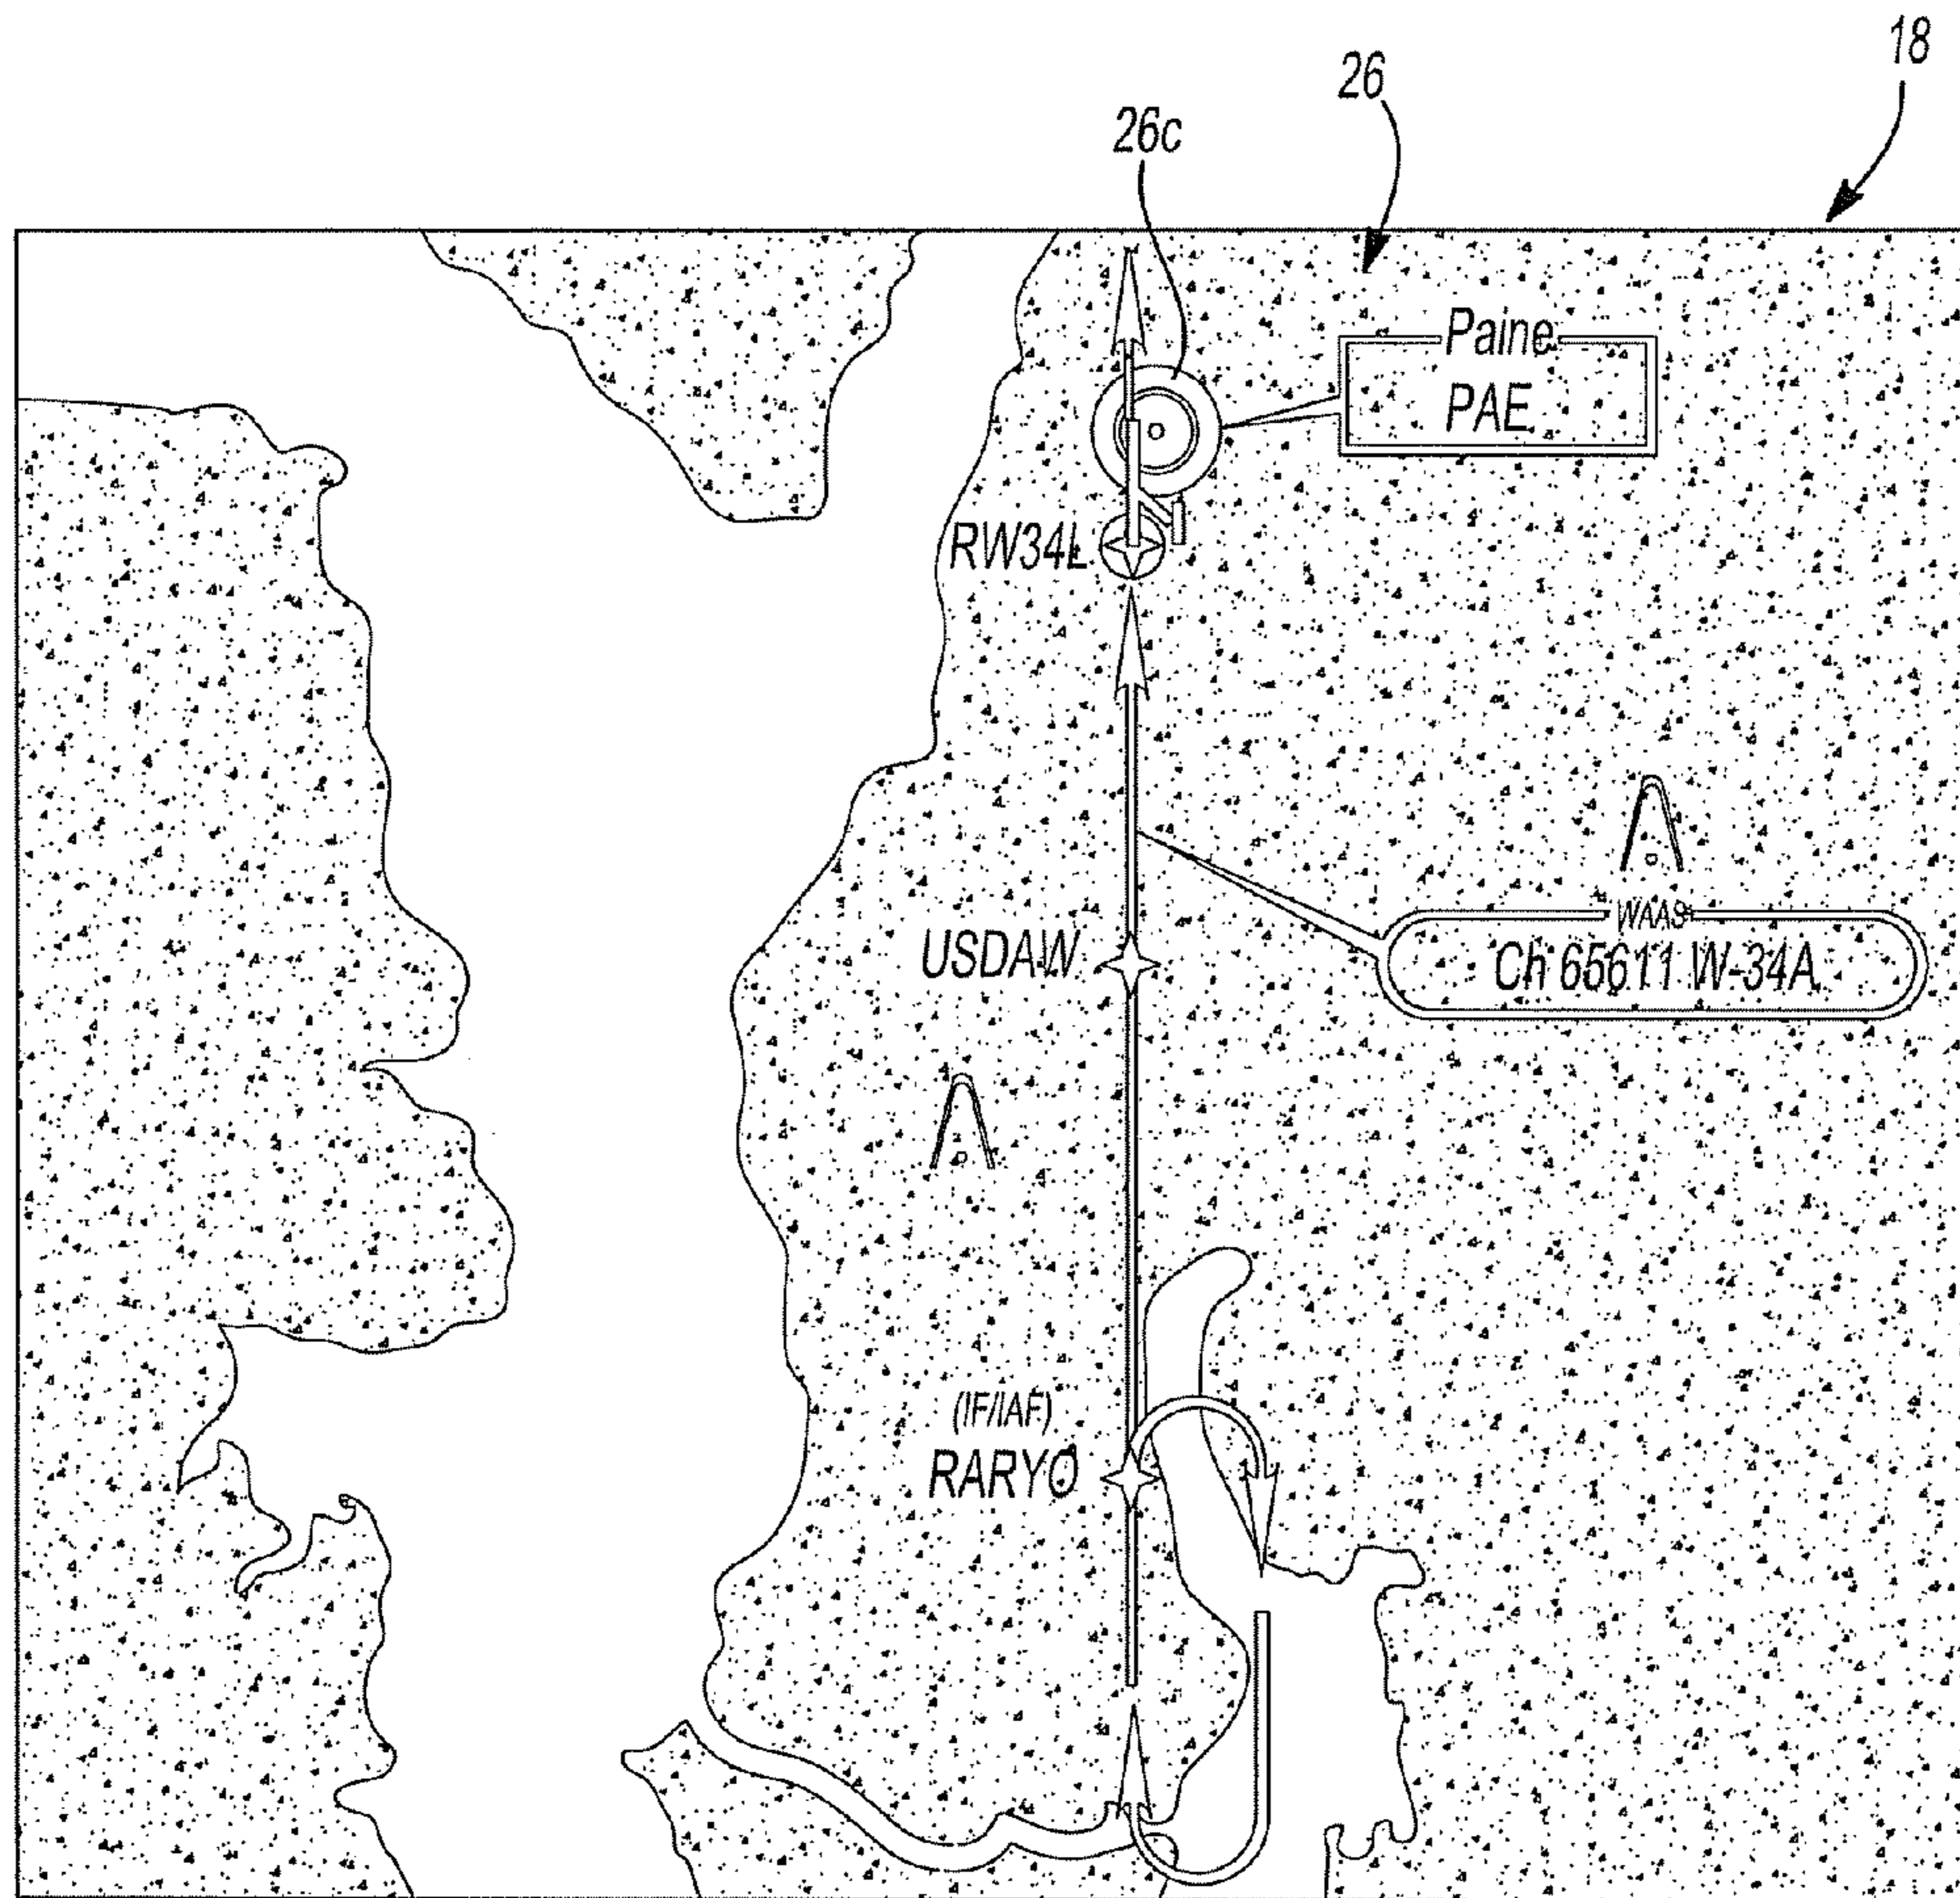 18
26
26c
Paine
PAE
RW34L
WAAS
USDAW
Ch 65611 W-34A
(IF/IAF)
RARYO